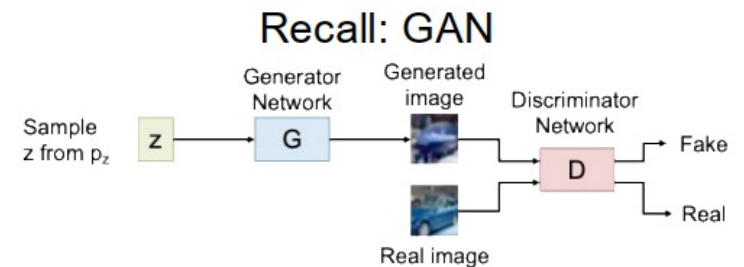 Recall: GAN
Generator
Network
Generated
image
Discriminator
Network
Sample
z from pz
z
G
D
Fake
Real
Real image